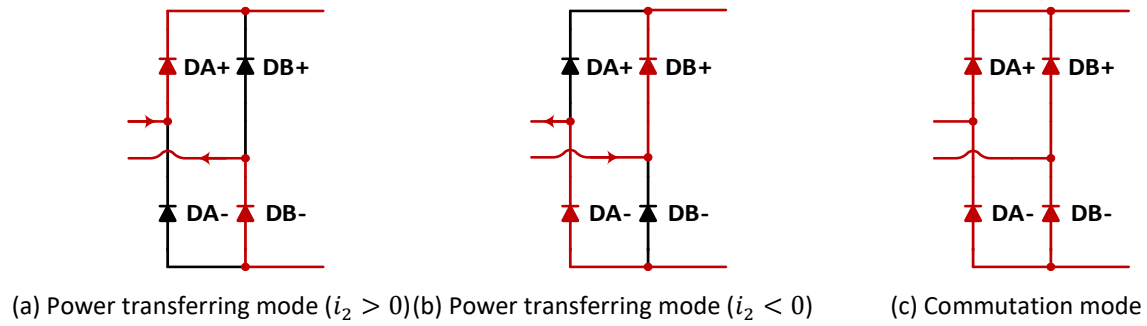 DA+ DB+ DA+ DB+ DA+ DB+
DA- DB- DA- DB- DA- DB-
(a) Power transferring mode (i₂ > 0)(b) Power transferring mode (i₂ < 0) (c) Commutation mode